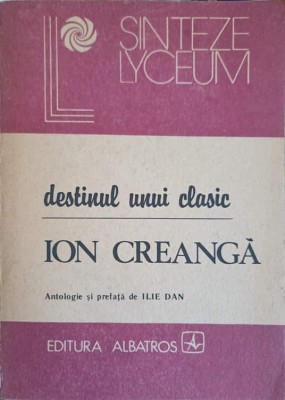 SINTEZE
LYCEUM
destinul unui clasic
ION CREANGĂ
Antologie și prefață de ILIE DAN
EDITURA ALBATROS